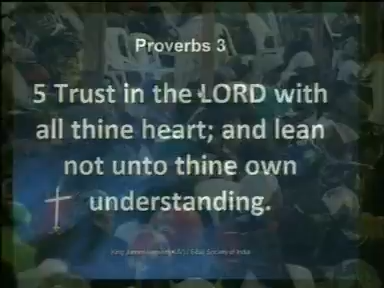 Proverbs 3
5 Trust in the LORD with
all thine heart; and lean
not unto thine own
understanding.